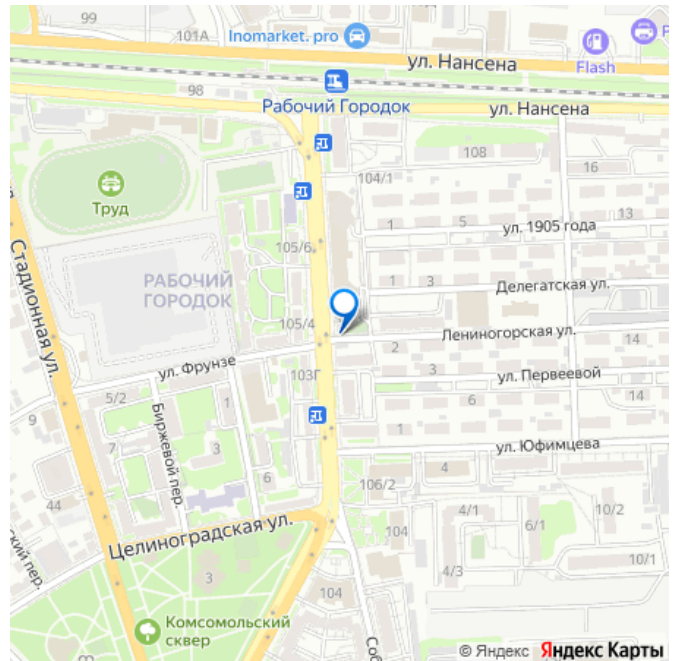 99
101А
Inomarket. pro
ул. Нансена
Flash
98
Рабочий Городок
ул. Нансена
Труд
104/1
108
16
1
5
13
ул. 1905 года
105/6
РАБОЧИЙ
ГОРОДОК
1
3
Делегатская ул.
Стадионная ул.
105/4
2
Лениногорская ул.
14
ул. Фрунзе
103Г
3
ул. Первеевой
5/2
1
6
14
9
Биржевой пер.
7
3
1
ул. Юфимцева
6
4
44
106/2
4/1
10/2
Целиноградская ул.
104
6/1
ский пер.
3
4/3
10/1
104
Комсомольский
сквер
3
Соб
© Яндекс Яндекс Карты